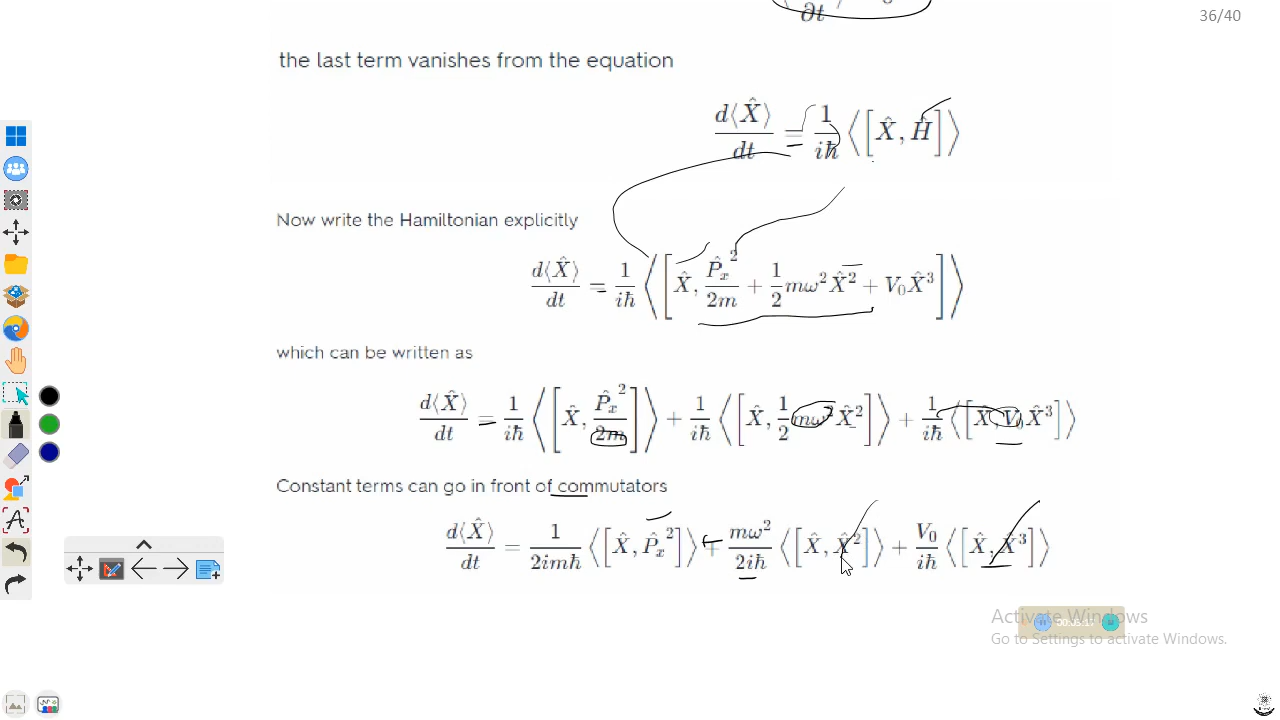 36/40
∂t
the last term vanishes from the equation
d⟨X̂⟩/dt = 1/iħ ⟨[X̂, Ĥ]⟩
Now write the Hamiltonian explicitly
d⟨X̂⟩/dt = 1/iħ ⟨[X̂, P̂ₓ²/2m + 1/2 mω²X̂² + V₀X̂³]⟩
which can be written as
d⟨X̂⟩/dt = 1/iħ ⟨[X̂, P̂ₓ²/2m]⟩ + 1/iħ ⟨[X̂, 1/2 mω²X̂²]⟩ + 1/iħ ⟨[X̂, V₀X̂³]⟩
Constant terms can go in front of commutators
d⟨X̂⟩/dt = 1/2imħ ⟨[X̂, P̂ₓ²]⟩ + mω²/2iħ ⟨[X̂, X̂²]⟩ + V₀/iħ ⟨[X̂, X̂³]⟩
Activate Windows
Go to Settings to activate Windows.